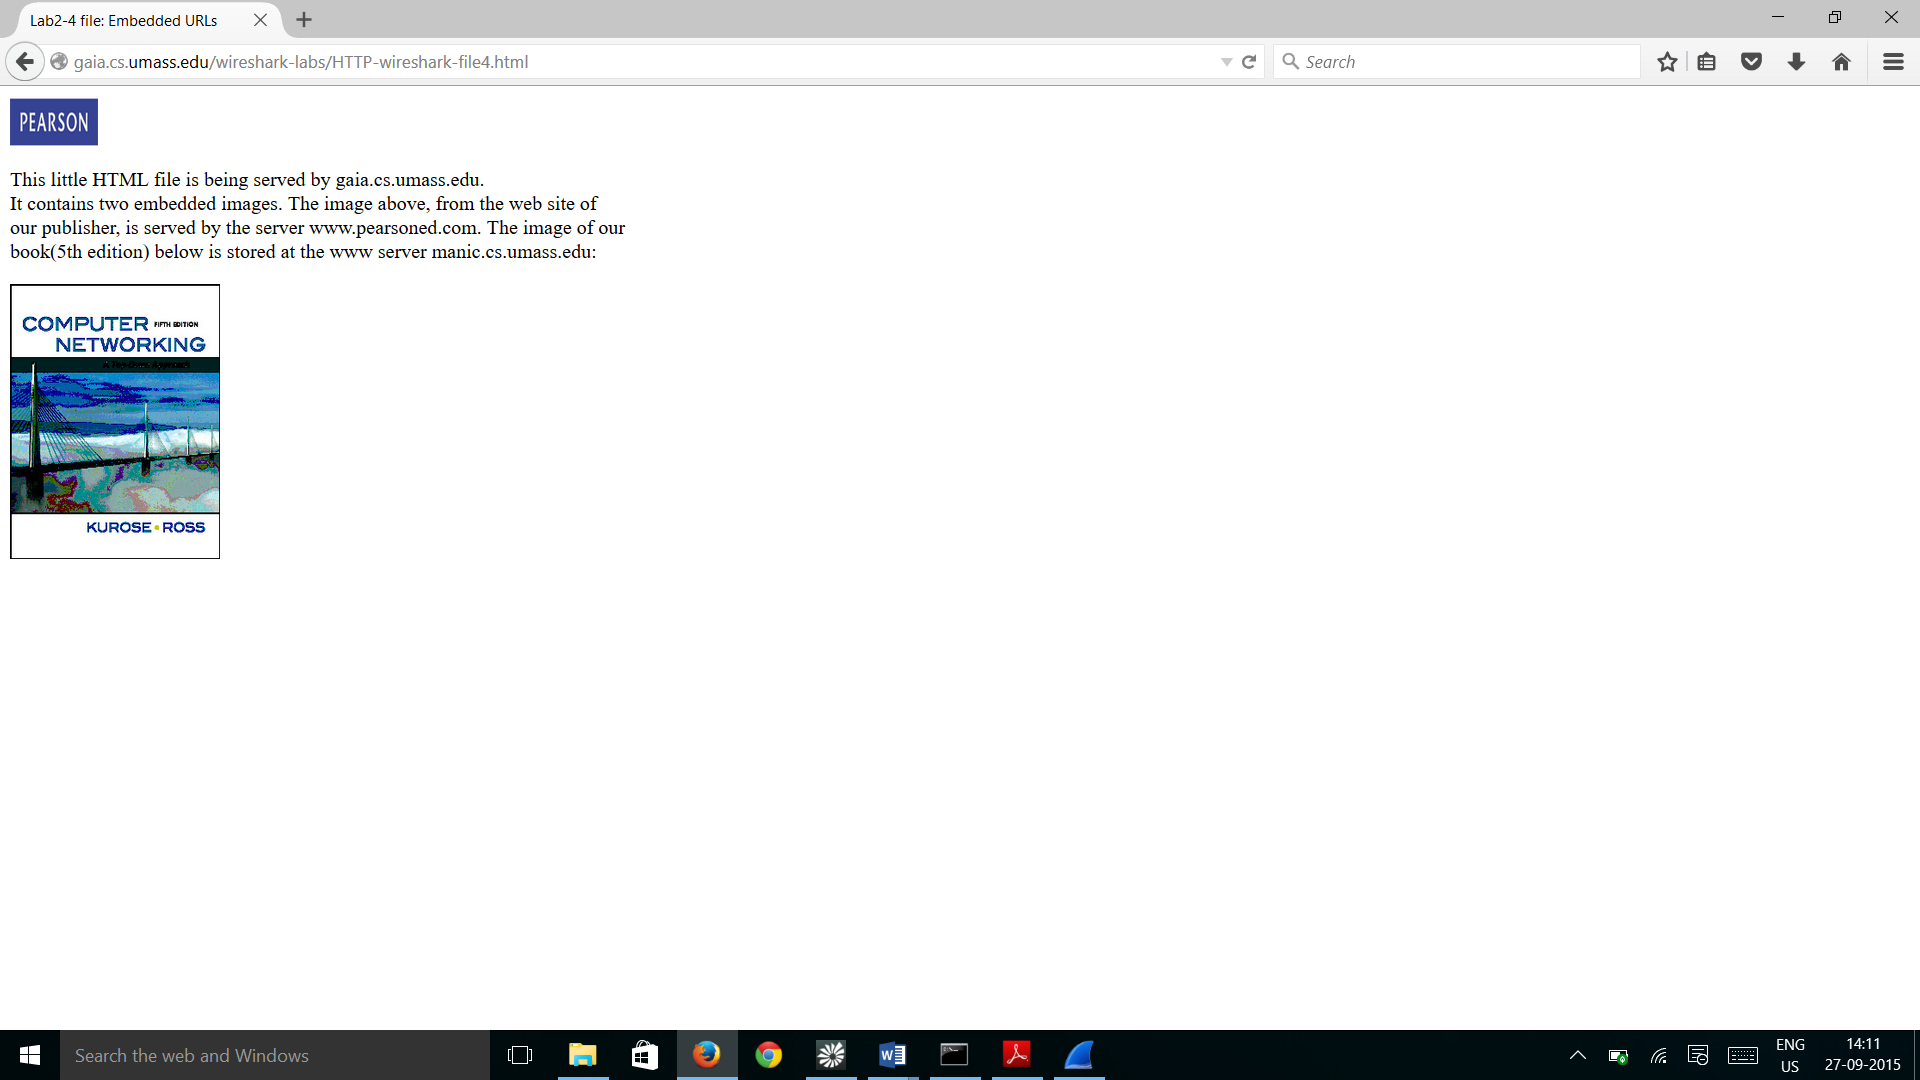 Lab2-4 file: Embedded URLs
gaia.cs.umass.edu/wireshark-labs/HTTP-wireshark-file4.html
Search
PEARSON
This little HTML file is being served by gaia.cs.umass.edu.
It contains two embedded images. The image above, from the web site of
our publisher, is served by the server www.pearsoned.com. The image of our
book(5th edition) below is stored at the www server manic.cs.umass.edu:
COMPUTER FIFTH EDITION
NETWORKING
A Top-Down Approach
KUROSE • ROSS
Search the web and Windows
ENG
US
14:11
27-09-2015